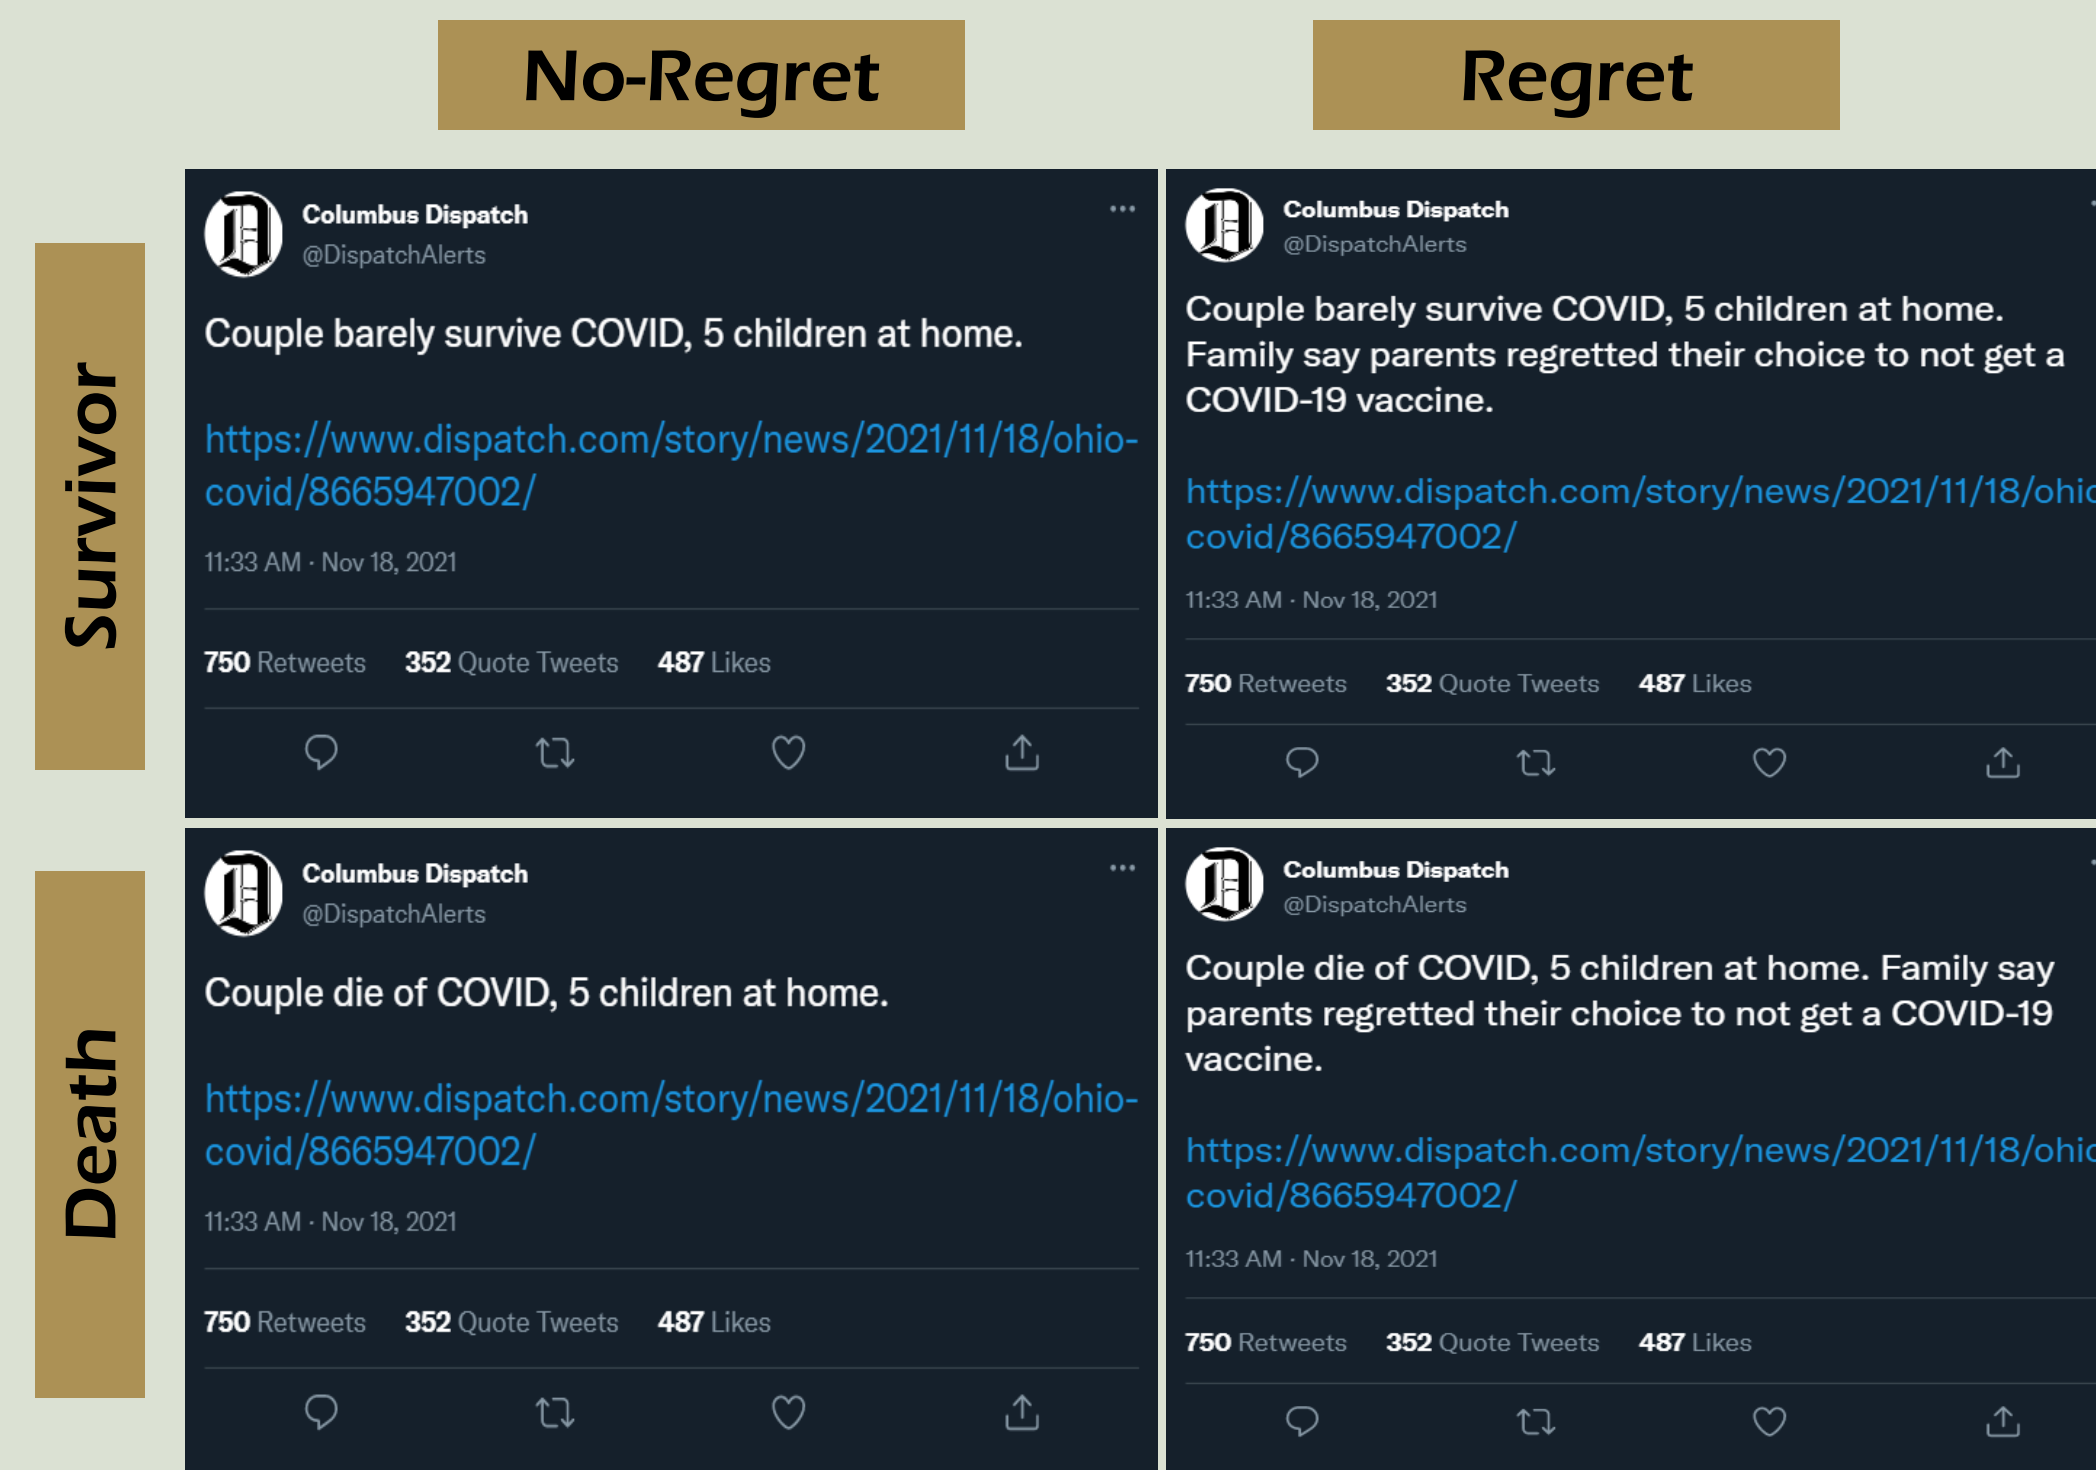 No-Regret
Regret
Survivor
Columbus Dispatch
@DispatchAlerts
Couple barely survive COVID, 5 children at home.
https://www.dispatch.com/story/news/2021/11/18/ohio-
covid/8665947002/
11:33 AM · Nov 18, 2021
750 Retweets 352 Quote Tweets 487 Likes
Columbus Dispatch
@DispatchAlerts
Couple barely survive COVID, 5 children at home.
Family say parents regretted their choice to not get a
COVID-19 vaccine.
https://www.dispatch.com/story/news/2021/11/18/ohio
covid/8665947002/
11:33 AM · Nov 18, 2021
750 Retweets 352 Quote Tweets 487 Likes
Death
Columbus Dispatch
@DispatchAlerts
Couple die of COVID, 5 children at home.
https://www.dispatch.com/story/news/2021/11/18/ohio-
covid/8665947002/
11:33 AM · Nov 18, 2021
750 Retweets 352 Quote Tweets 487 Likes
Columbus Dispatch
@DispatchAlerts
Couple die of COVID, 5 children at home. Family say
parents regretted their choice to not get a COVID-19
vaccine.
https://www.dispatch.com/story/news/2021/11/18/ohio
covid/8665947002/
11:33 AM · Nov 18, 2021
750 Retweets 352 Quote Tweets 487 Likes